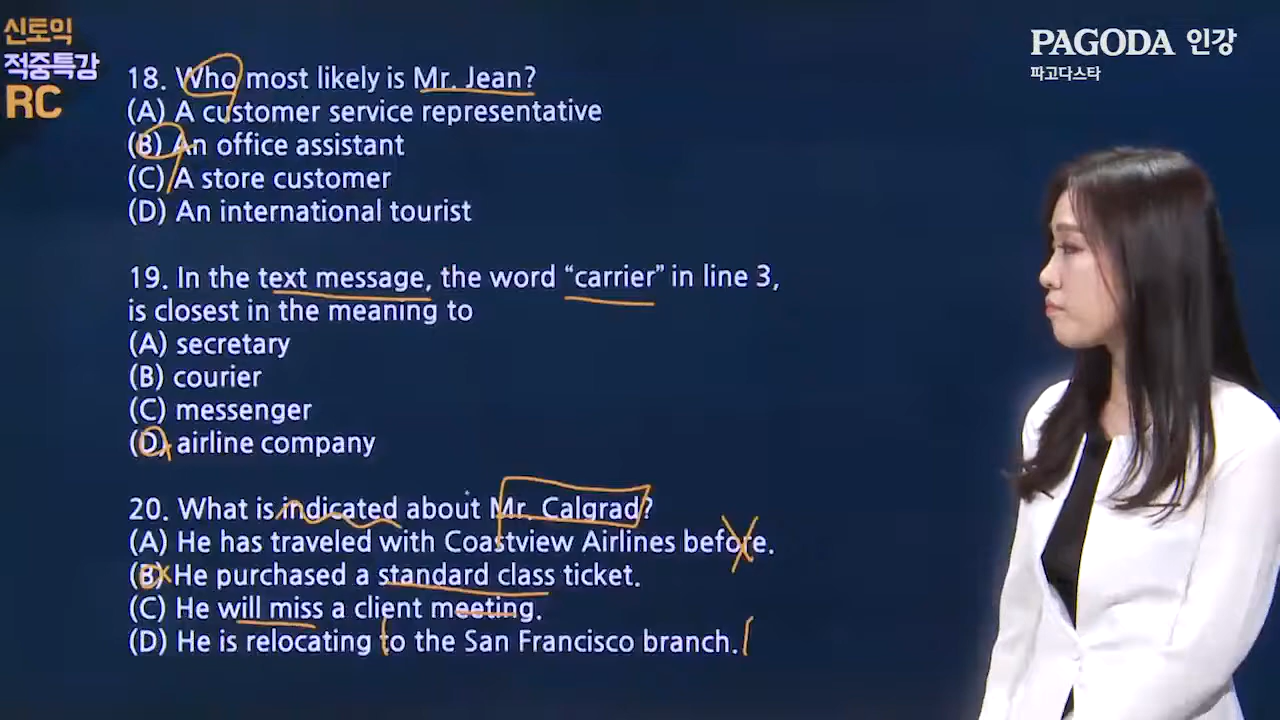 신토익
적중특강
RC
PAGODA 인강
파고다스타
18. Who most likely is Mr. Jean?
(A) A customer service representative
(B) An office assistant
(C) A store customer
(D) An international tourist
19. In the text message, the word “carrier” in line 3,
is closest in the meaning to
(A) secretary
(B) courier
(C) messenger
(D) airline company
20. What is indicated about Mr. Calgrad?
(A) He has traveled with Coastview Airlines before.
(B) He purchased a standard class ticket.
(C) He will miss a client meeting.
(D) He is relocating to the San Francisco branch.